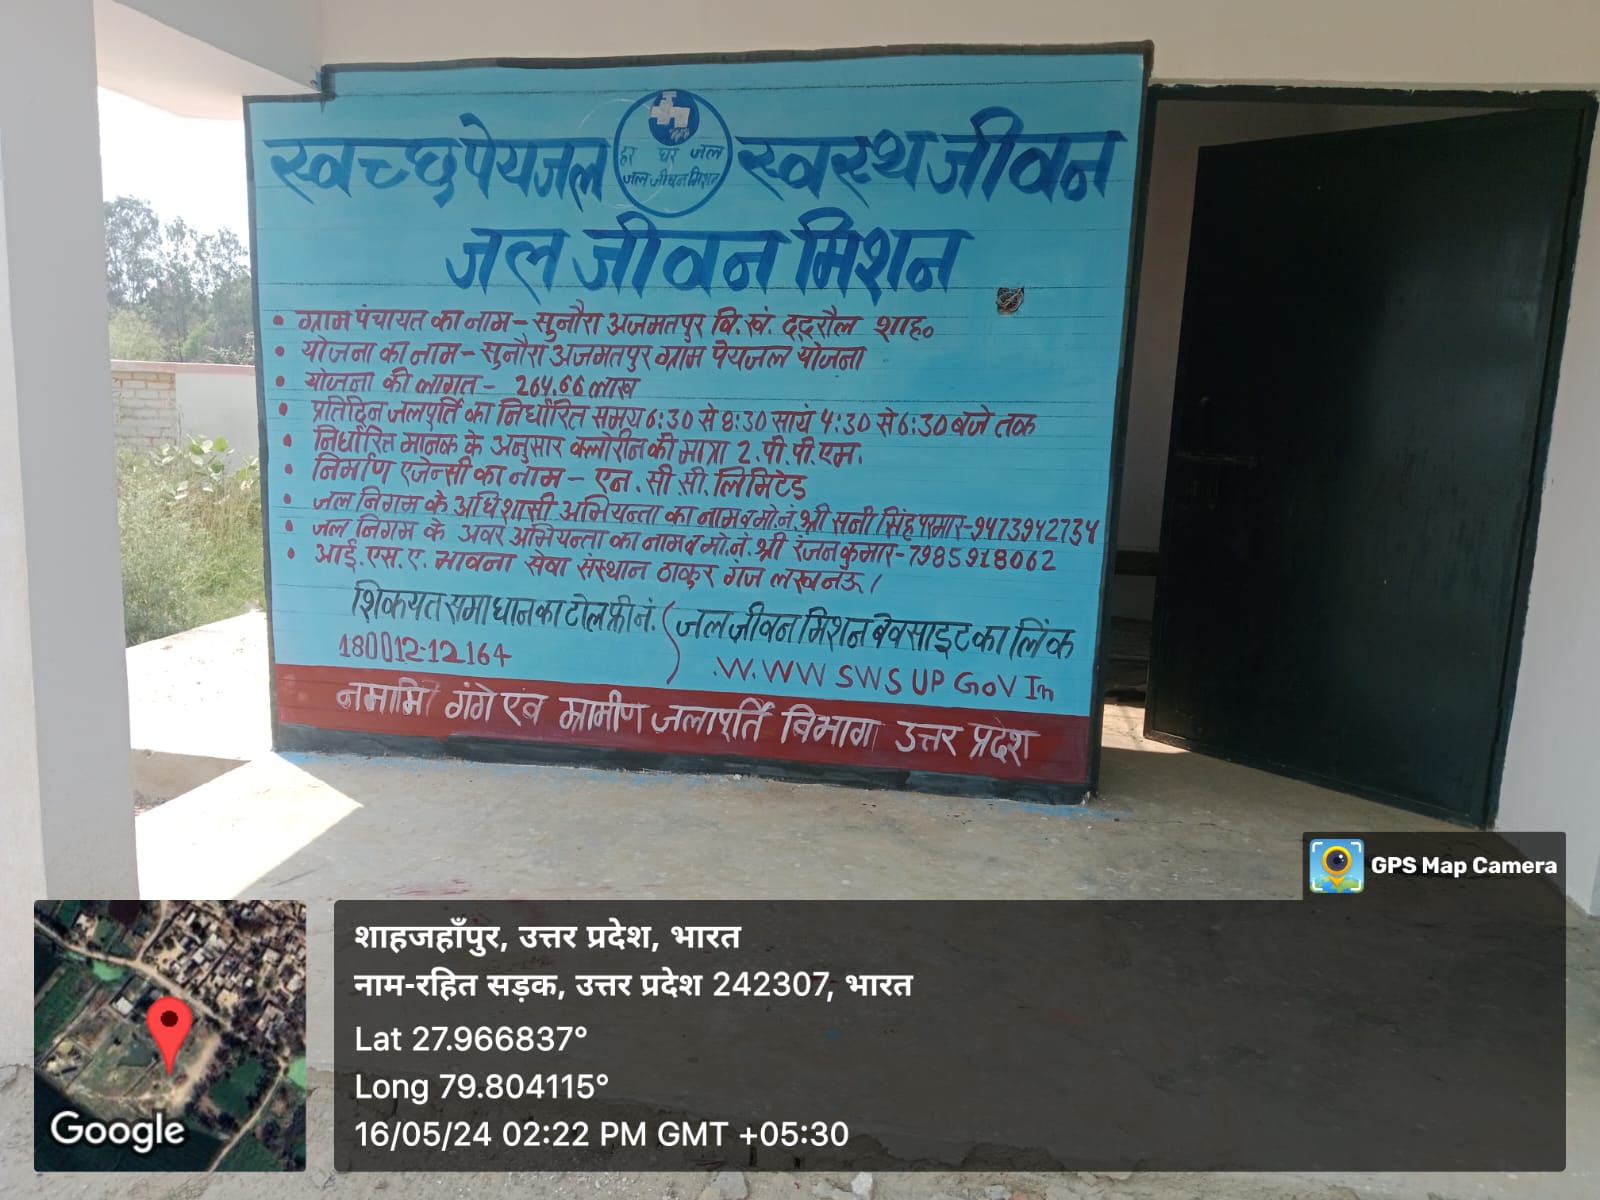 स्वच्छ पेयजल
हर घर जल
जल जीवन मिशन
स्वस्थ जीवन
जल जीवन मिशन
• ग्राम पंचायत का नाम - सुनौरा अजमतपुर वि.खं. ददरौल शाह०
• योजना का नाम - सुनौरा अजमतपुर ग्राम पेयजल योजना
• योजना की लागत - 264.66 लाख
• प्रतिदिन जलपूर्ति का निर्धारित समय 6:30 से 8:30 सायं 4:30 से 6:30 बजे तक
• निर्धारित मानक के अनुसार क्लोरीन की मात्रा 2. पी.पी.एम.
• निर्माण एजेन्सी का नाम - एन. सी.सी. लिमिटेड
• जल निगम के अधिशासी अभियन्ता का नाम व मो.नं. श्री सनी सिंह परमार - 9473942734
• जल निगम के अवर अभियन्ता का नाम व मो.नं. श्री रंजन कुमार - 7985918062
• आई.एस.ए. भावना सेवा संस्थान ठाकुर गंज लखनऊ।
शिकयत समाधान का टोल फ्री नं.
180012-12164
जल जीवन मिशन बेवसाइट का लिंक
.W.WW SWS UP GOV In
नमामि गंगे एंव ग्रामीण जलापूर्ति विभाग उत्तर प्रदेश
GPS Map Camera
शाहजहाँपुर, उत्तर प्रदेश, भारत
नाम-रहित सड़क, उत्तर प्रदेश 242307, भारत
Lat 27.966837°
Long 79.804115°
16/05/24 02:22 PM GMT +05:30
Google